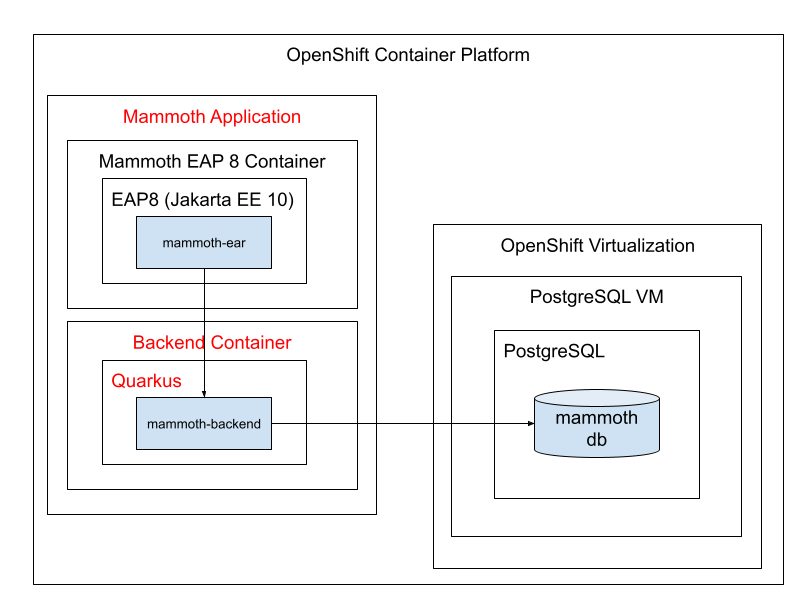 OpenShift Container Platform
Mammoth Application
Mammoth EAP 8 Container
EAP8 (Jakarta EE 10)
mammoth-ear
Backend Container
Quarkus
mammoth-backend
OpenShift Virtualization
PostgreSQL VM
PostgreSQL
mammoth
db